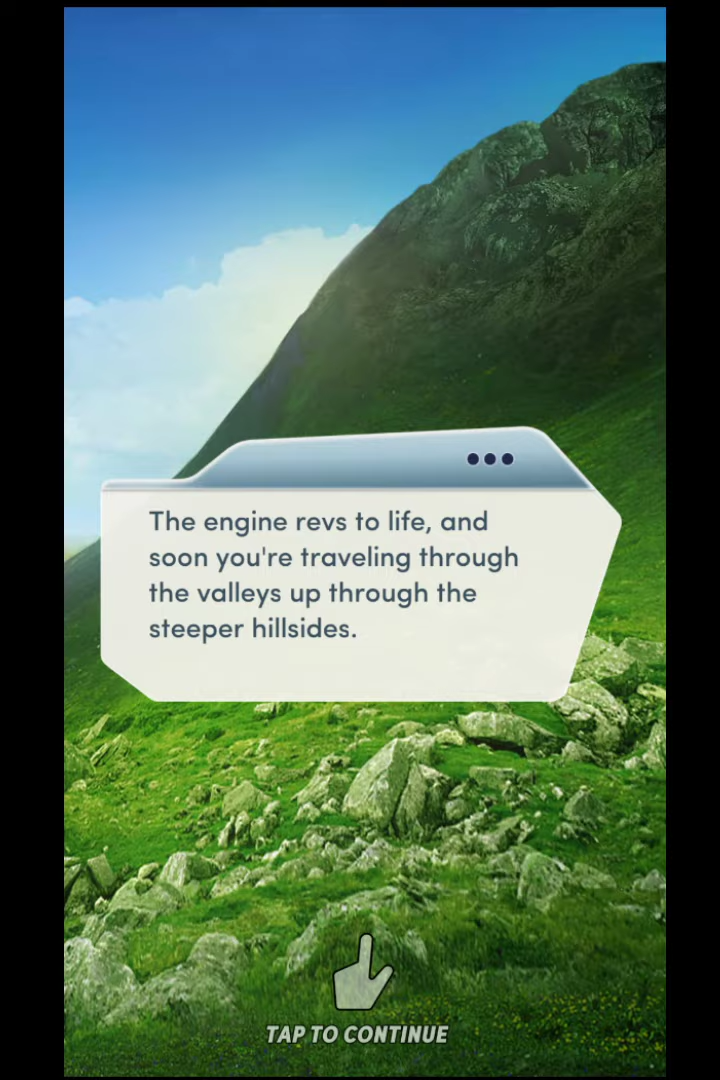 The engine revs to life, and
soon you're traveling through
the valleys up through the
steeper hillsides.
TAP TO CONTINUE